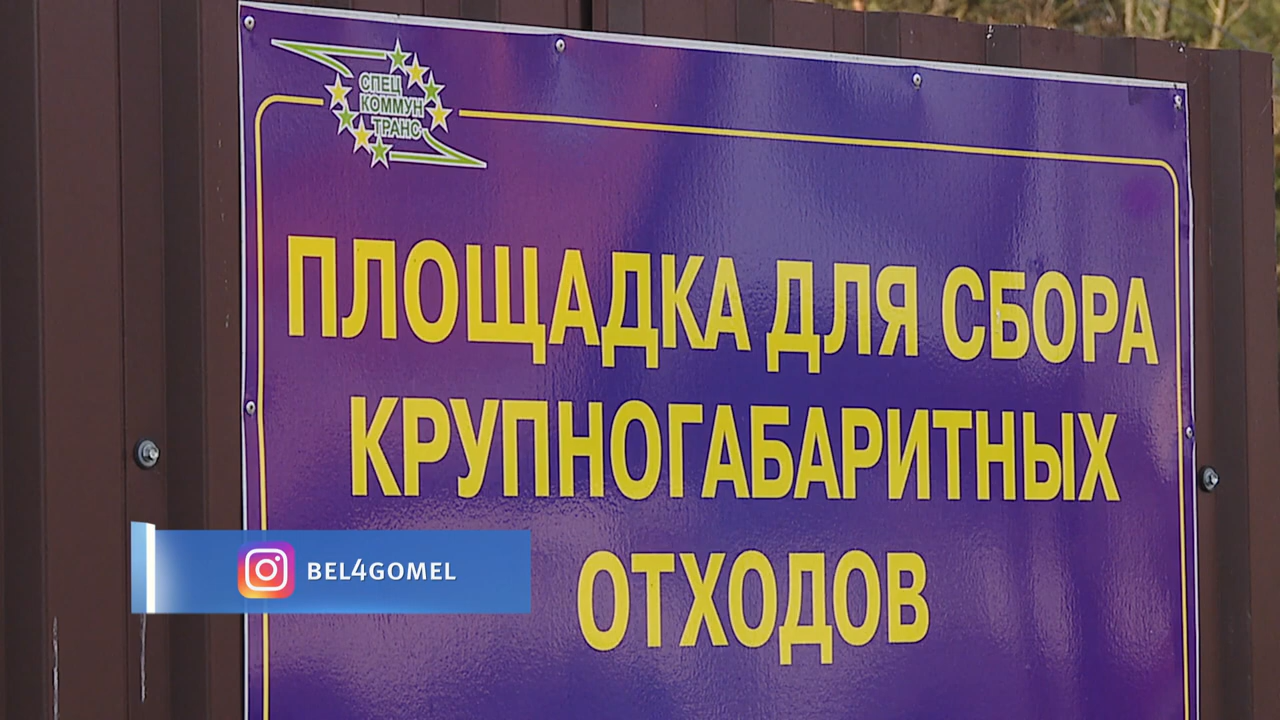 СПЕЦ
КОММУН
ТРАНС
ПЛОЩАДКА ДЛЯ СБОРА
КРУПНОГАБАРИТНЫХ
ОТХОДОВ
BEL4GOMEL